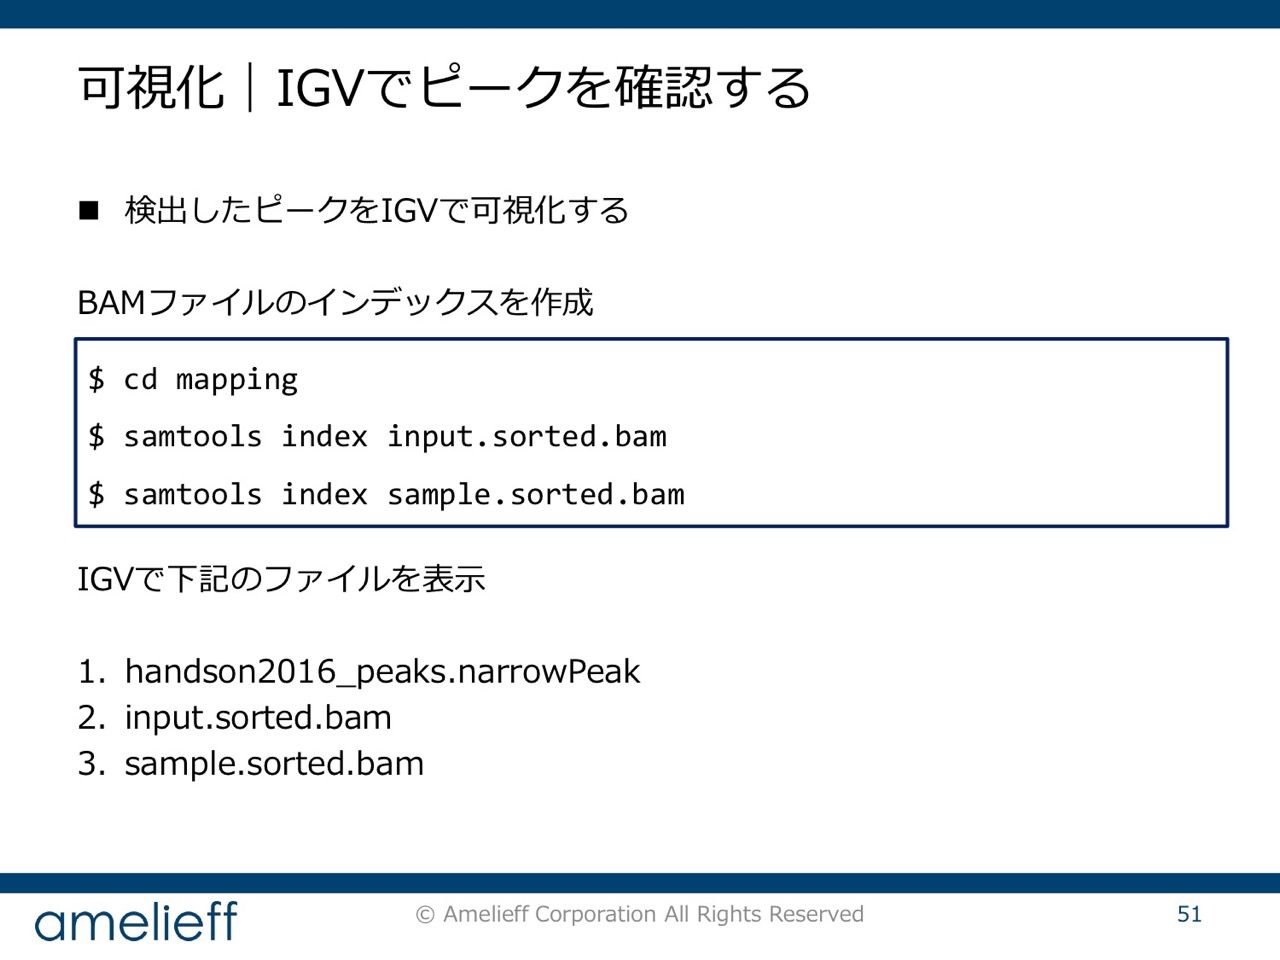 可視化｜IGVでピークを確認する
■ 検出したピークをIGVで可視化する
BAMファイルのインデックスを作成
$ cd mapping
$ samtools index input.sorted.bam
$ samtools index sample.sorted.bam
IGVで下記のファイルを表示
1. handson2016_peaks.narrowPeak
2. input.sorted.bam
3. sample.sorted.bam
amelieff
© Amelieff Corporation All Rights Reserved
51